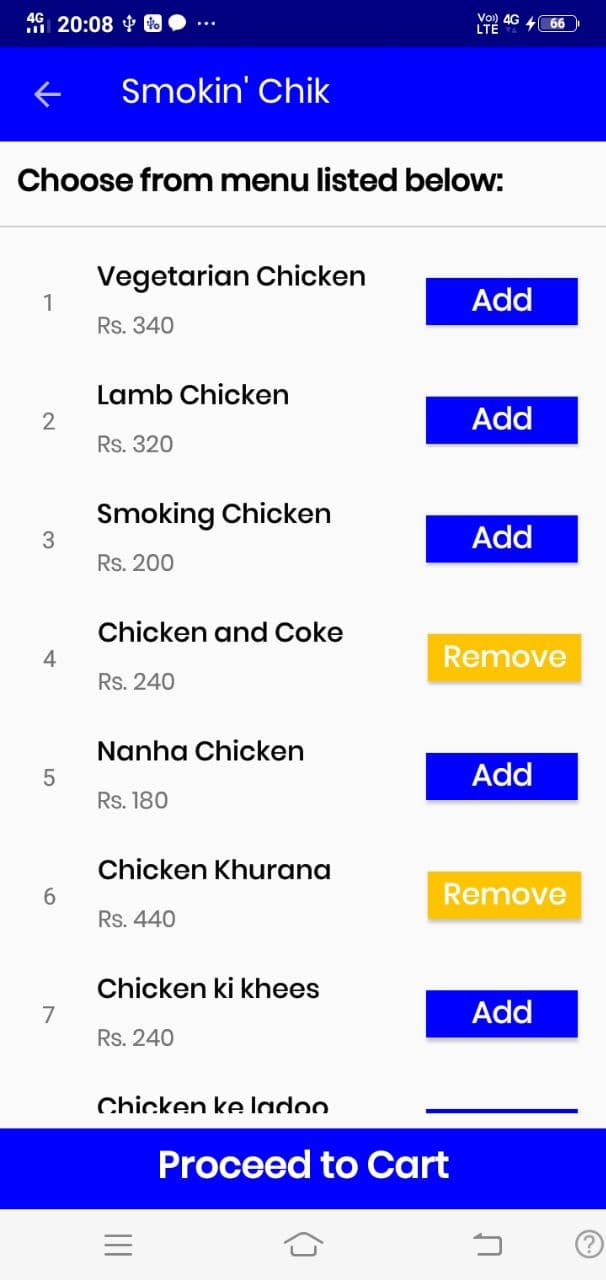 4G 20:08 ... Vo) 4G 66
LTE
Smokin' Chik
Choose from menu listed below:
Vegetarian Chicken
1 Add
Rs. 340
Lamb Chicken
2 Add
Rs. 320
Smoking Chicken
3 Add
Rs. 200
Chicken and Coke
4 Remove
Rs. 240
Nanha Chicken
5 Add
Rs. 180
Chicken Khurana
6 Remove
Rs. 440
Chicken ki khees
7 Add
Rs. 240
Chicken ke ladoo
Proceed to Cart
?